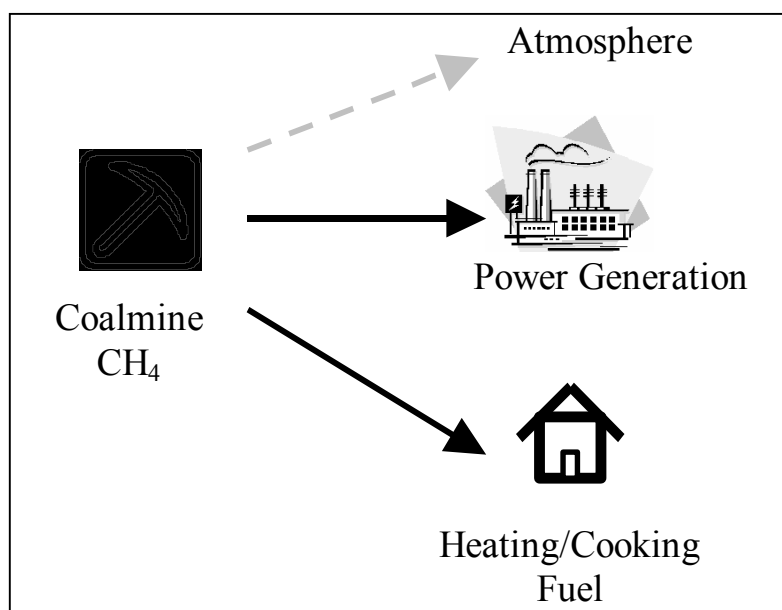 Atmosphere
Power Generation
Coalmine
CH₄
Heating/Cooking
Fuel